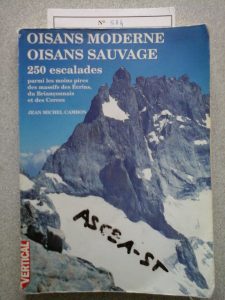 N° 584
OISANS MODERNE
OISANS SAUVAGE
250 escalades
parmi les moins pires
des massifs des Écrins,
du Briançonnais
et des Cerces
JEAN MICHEL CAMBON
ASCEA-ST
VERTICAL